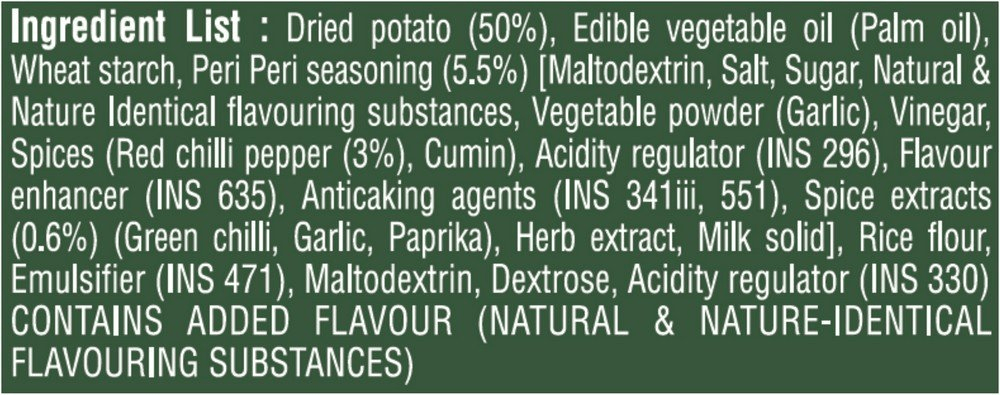 Ingredient List : Dried potato (50%), Edible vegetable oil (Palm oil),
Wheat starch, Peri Peri seasoning (5.5%) [Maltodextrin, Salt, Sugar, Natural &
Nature Identical flavouring substances, Vegetable powder (Garlic), Vinegar,
Spices (Red chilli pepper (3%), Cumin), Acidity regulator (INS 296), Flavour
enhancer (INS 635), Anticaking agents (INS 341iii, 551), Spice extracts
(0.6%) (Green chilli, Garlic, Paprika), Herb extract, Milk solid], Rice flour,
Emulsifier (INS 471), Maltodextrin, Dextrose, Acidity regulator (INS 330)
CONTAINS ADDED FLAVOUR (NATURAL & NATURE-IDENTICAL
FLAVOURING SUBSTANCES)